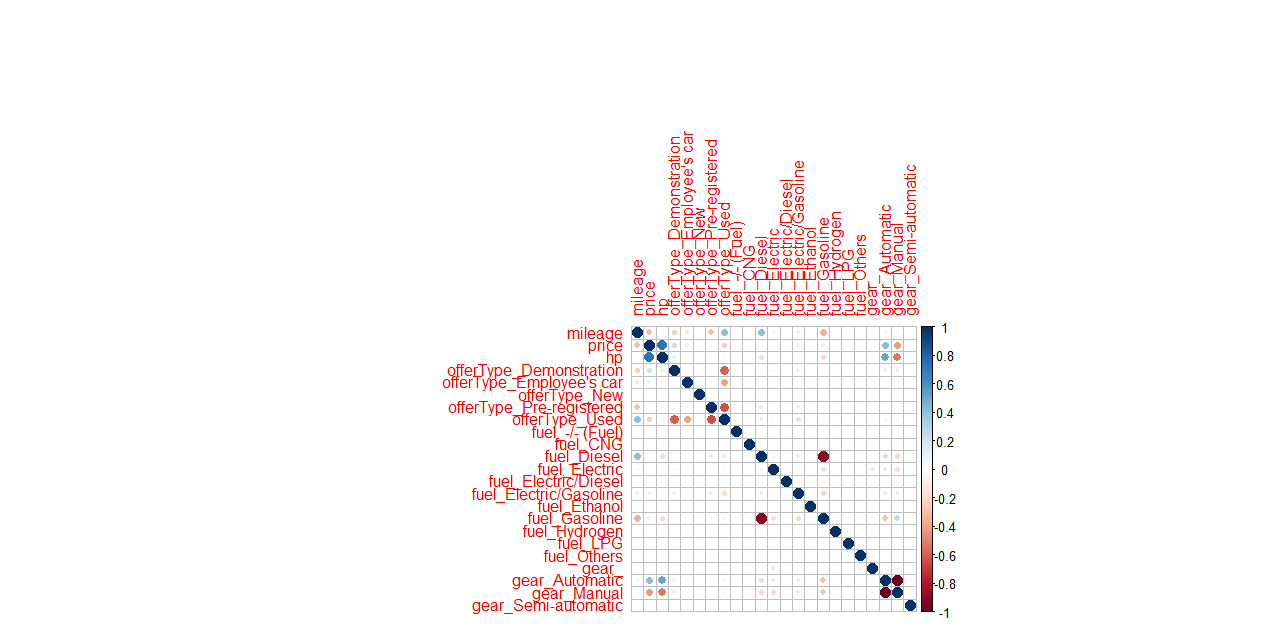 mileage
price
hp
offerType_Demonstration
offerType_Employee's car
offerType_New
offerType_Pre-registered
offerType_Used
fuel_-/- (Fuel)
fuel_CNG
fuel_Diesel
fuel_Electric
fuel_Electric/Diesel
fuel_Electric/Gasoline
fuel_Ethanol
fuel_Gasoline
fuel_Hydrogen
fuel_LPG
fuel_Others
gear_
gear_Automatic
gear_Manual
gear_Semi-automatic
mileage
price
hp
offerType_Demonstration
offerType_Employee's car
offerType_New
offerType_Pre-registered
offerType_Used
fuel_-/- (Fuel)
fuel_CNG
fuel_Diesel
fuel_Electric
fuel_Electric/Diesel
fuel_Electric/Gasoline
fuel_Ethanol
fuel_Gasoline
fuel_Hydrogen
fuel_LPG
fuel_Others
gear_
gear_Automatic
gear_Manual
gear_Semi-automatic
1
0.8
0.6
0.4
0.2
0
-0.2
-0.4
-0.6
-0.8
-1